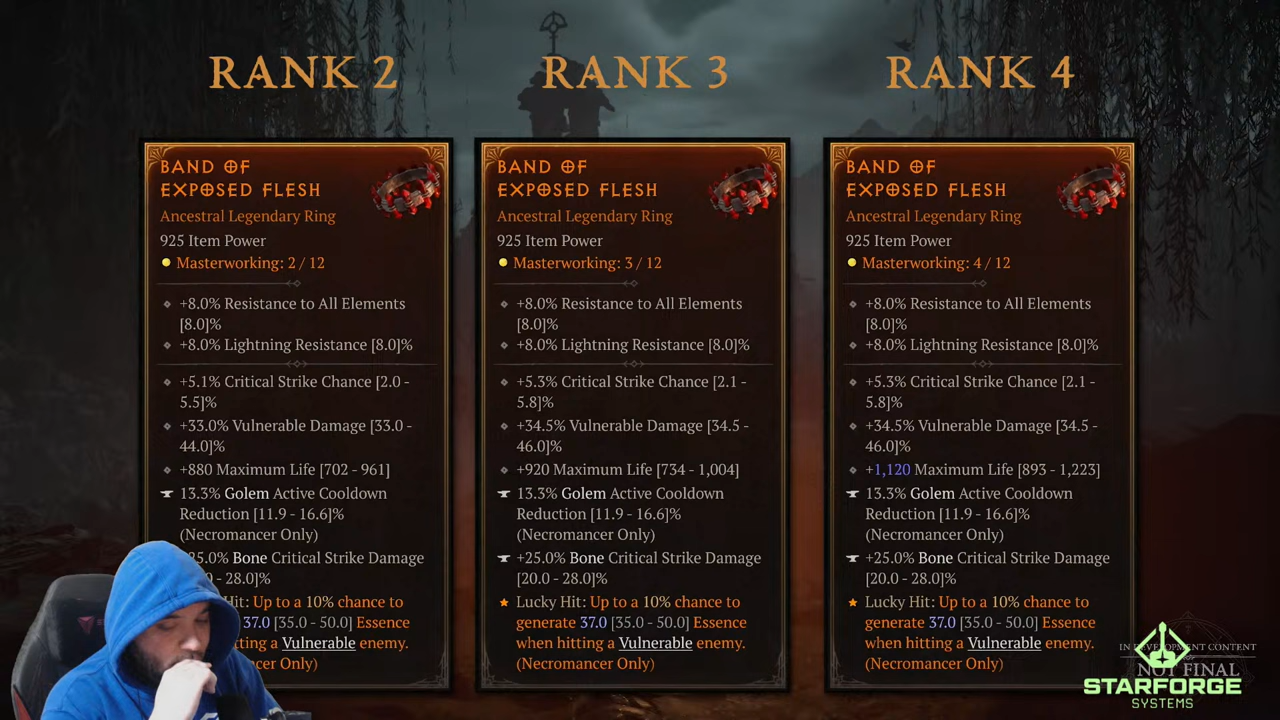 RANK 2
RANK 3
RANK 4
BAND OF
EXPOSED FLESH
Ancestral Legendary Ring
925 Item Power
Masterworking: 2 / 12
+8.0% Resistance to All Elements
[8.0]%
+8.0% Lightning Resistance [8.0]%
+5.1% Critical Strike Chance [2.0 -
5.5]%
+33.0% Vulnerable Damage [33.0 -
44.0]%
+880 Maximum Life [702 - 961]
13.3% Golem Active Cooldown
Reduction [11.9 - 16.6]%
(Necromancer Only)
Bone Critical Strike Damage
- 28.0]%
Hit: Up to a 10% chance to
37.0 [35.0 - 50.0] Essence
Vulnerable enemy.
Only)
BAND OF
EXPOSED FLESH
Ancestral Legendary Ring
925 Item Power
Masterworking: 3 / 12
+8.0% Resistance to All Elements
[8.0]%
+8.0% Lightning Resistance [8.0]%
+5.3% Critical Strike Chance [2.1 -
5.8]%
+34.5% Vulnerable Damage [34.5 -
46.0]%
+920 Maximum Life [734 - 1,004]
13.3% Golem Active Cooldown
Reduction [11.9 - 16.6]%
(Necromancer Only)
+25.0% Bone Critical Strike Damage
[20.0 - 28.0]%
Lucky Hit: Up to a 10% chance to
generate 37.0 [35.0 - 50.0] Essence
when hitting a Vulnerable enemy.
(Necromancer Only)
BAND OF
EXPOSED FLESH
Ancestral Legendary Ring
925 Item Power
Masterworking: 4 / 12
+8.0% Resistance to All Elements
[8.0]%
+8.0% Lightning Resistance [8.0]%
+5.3% Critical Strike Chance [2.1 -
5.8]%
+34.5% Vulnerable Damage [34.5 -
46.0]%
+1,120 Maximum Life [893 - 1,223]
13.3% Golem Active Cooldown
Reduction [11.9 - 16.6]%
(Necromancer Only)
+25.0% Bone Critical Strike Damage
[20.0 - 28.0]%
Lucky Hit: Up to a 10% chance to
generate 37.0 [35.0 - 50.0] Essence
when hitting a Vulnerable enemy.
(Necromancer Only)
IN DEVELOPMENT CONTENT
NOT FINAL
STARFORGE
SYSTEMS